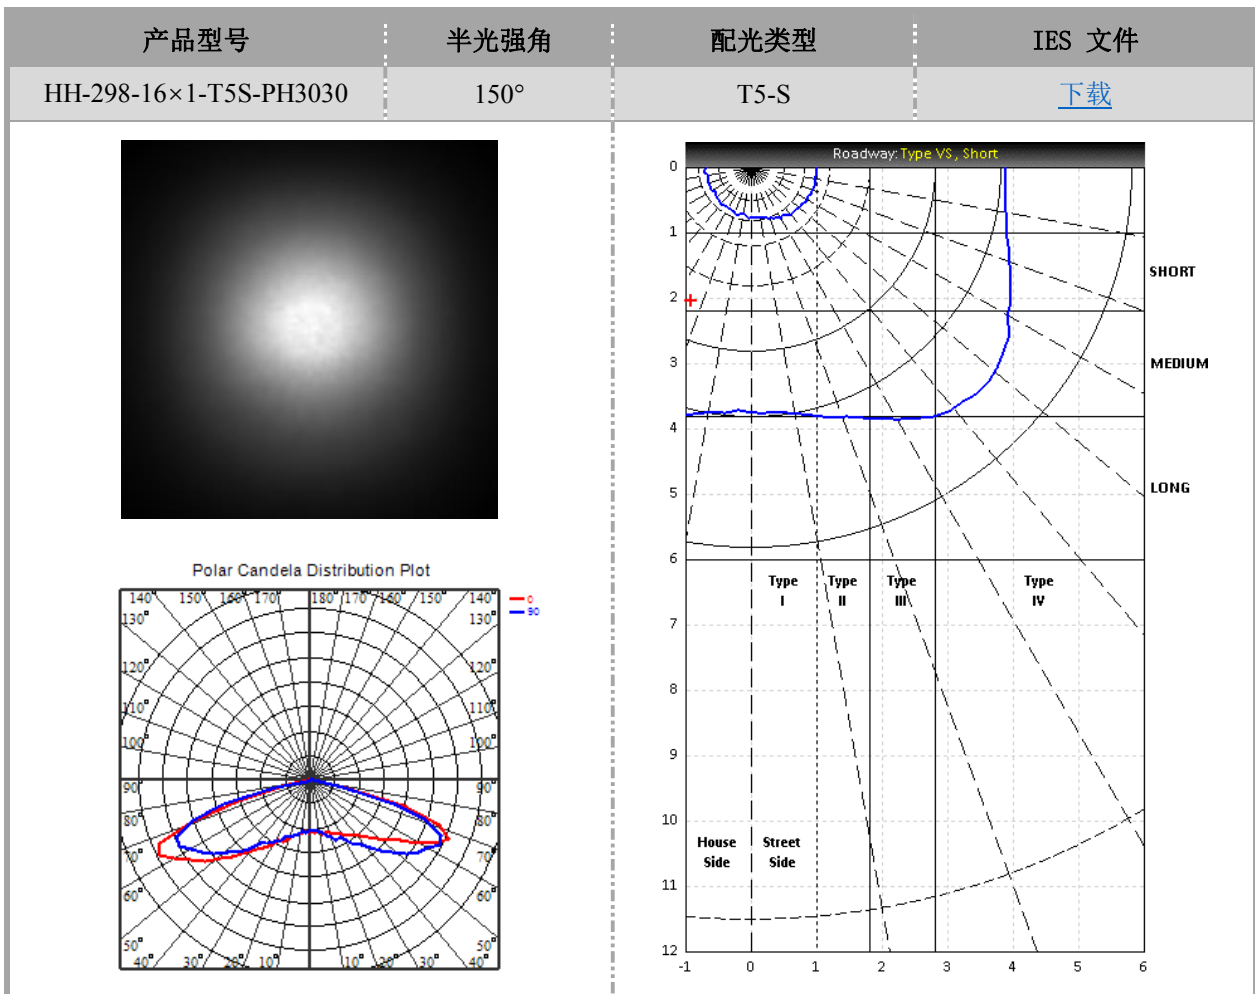 产品型号 半光强角 配光类型 IES 文件
HH-298-16×1-T5S-PH3030 150° T5-S 下载
Roadway: Type VS, Short
0
1
2
3
4
5
6
7
8
9
10
11
12
-1 0 1 2 3 4 5 6
SHORT
MEDIUM
LONG
Type I
Type II
Type III
Type IV
House Side
Street Side
Polar Candela Distribution Plot
0
90
140° 150° 160° 170° 180° 170° 160° 150° 140°
130° 130°
120° 120°
110° 110°
100° 100°
90° 90°
80° 80°
70° 70°
60° 60°
50° 50°
40° 30° 20° 10° 10° 20° 30° 40°